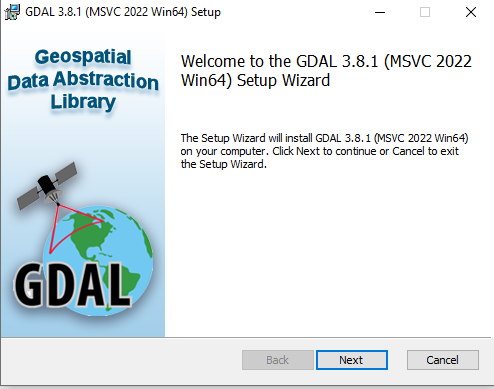 GDAL 3.8.1 (MSVC 2022 Win64) Setup
Geospatial
Data Abstraction
Library
GDAL
Welcome to the GDAL 3.8.1 (MSVC 2022
Win64) Setup Wizard
The Setup Wizard will install GDAL 3.8.1 (MSVC 2022 Win64)
on your computer. Click Next to continue or Cancel to exit
the Setup Wizard.
Back
Next
Cancel